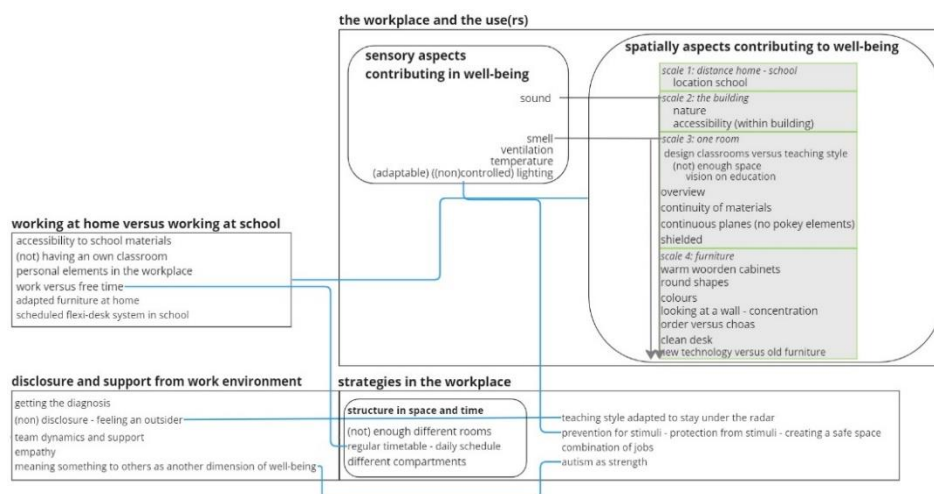 the workplace and the use(rs)
sensory aspects
contributing in well-being
sound
smell
ventilation
temperature
(adaptable) ((non)controlled) lighting
spatially aspects contributing to well-being
scale 1: distance home - school
location school
scale 2: the building
nature
accessibility (within building)
scale 3: one room
design classrooms versus teaching style
(not) enough space
vision on education
overview
continuity of materials
continuous planes (no pokey elements)
shielded
scale 4: furniture
warm woorden cabinets
round shapes
colours
looking at a wall - concentration
order versus choas
clean desk
new technology versus old furniture
working at home versus working at school
accessibility to school materials
(not) having an own classroom
personal elements in the workplace
work versus free time
adapted furniture at home
scheduled flexi-desk system in school
disclosure and support from work environment
getting the diagnosis
(non) disclosure - feeling an outsider
team dynamics and support
empathy
meaning something to others as another dimension of well-being
strategies in the workplace
structure in space and time
(not) enough different rooms
regular timetable - daily schedule
different compartments
teaching style adapted to stay under the radar
prevention for stimuli - protection from stimuli - creating a safe space
combination of jobs
autism as strength